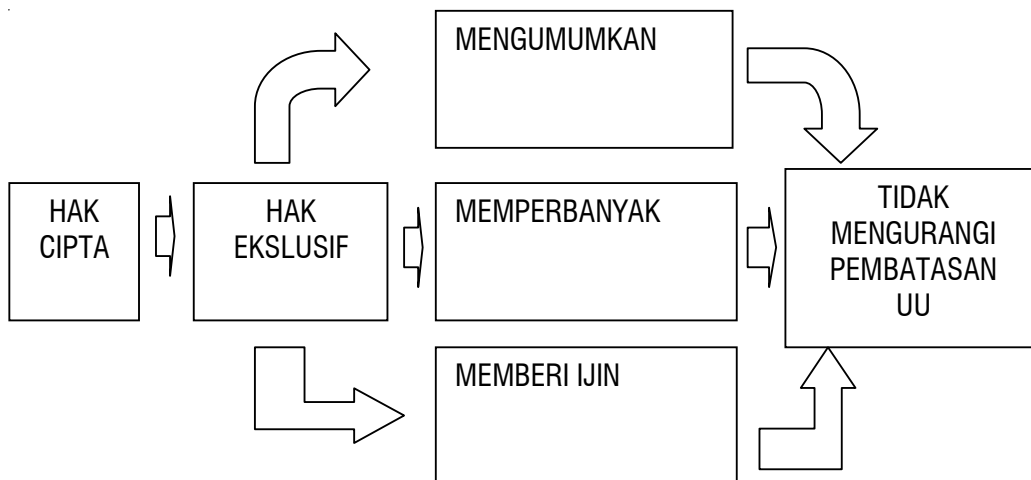 MENGUMUMKAN
HAK
CIPTA
HAK
EKSLUSIF
MEMPERBANYAK
TIDAK
MENGURANGI
PEMBATASAN
UU
MEMBERI IJIN